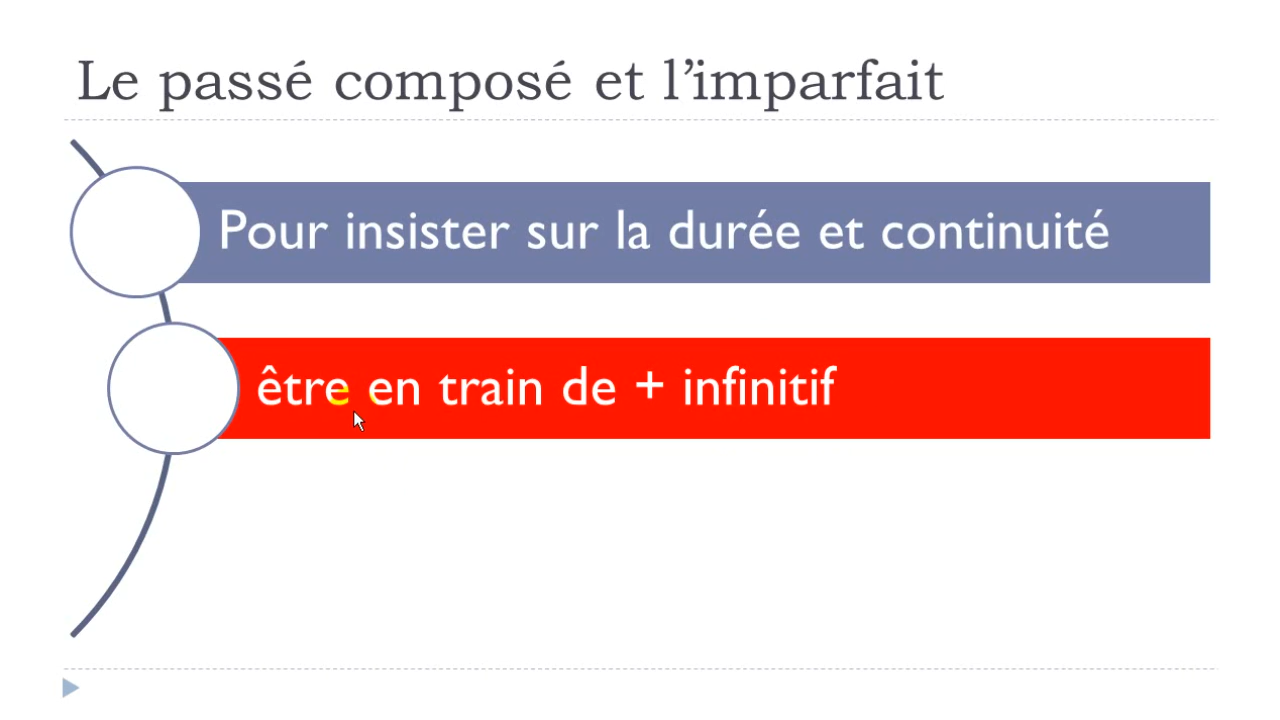 Le passé composé et l’imparfait
Pour insister sur la durée et continuité
être en train de + infinitif